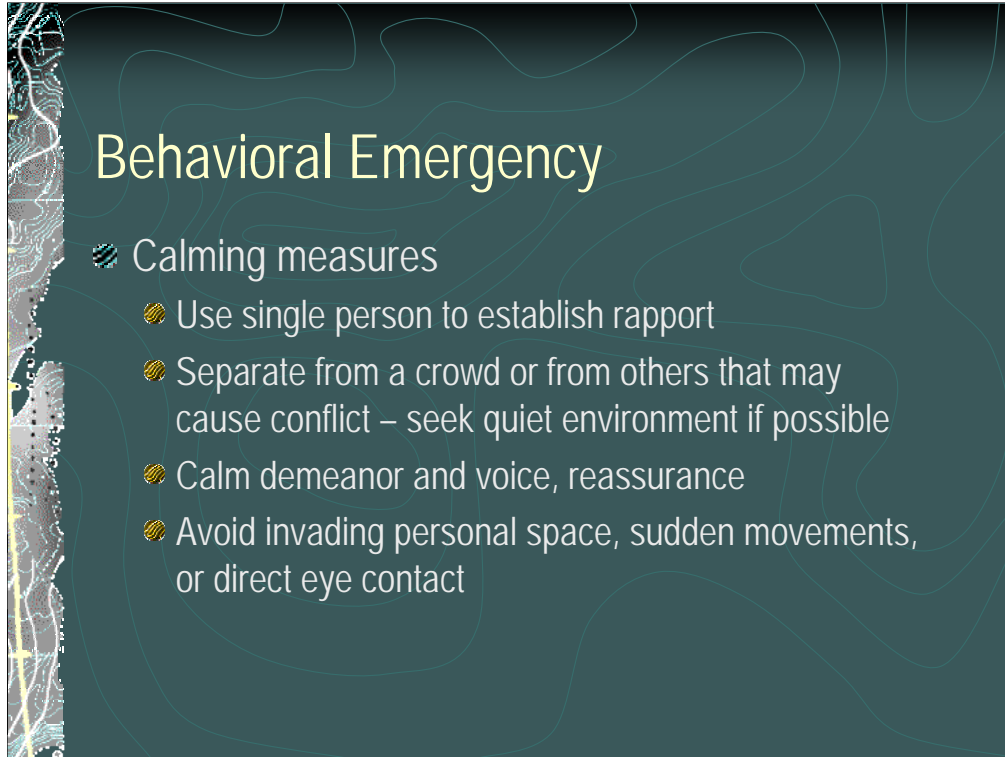 Behavioral Emergency
Calming measures
Use single person to establish rapport
Separate from a crowd or from others that may
cause conflict – seek quiet environment if possible
Calm demeanor and voice, reassurance
Avoid invading personal space, sudden movements,
or direct eye contact